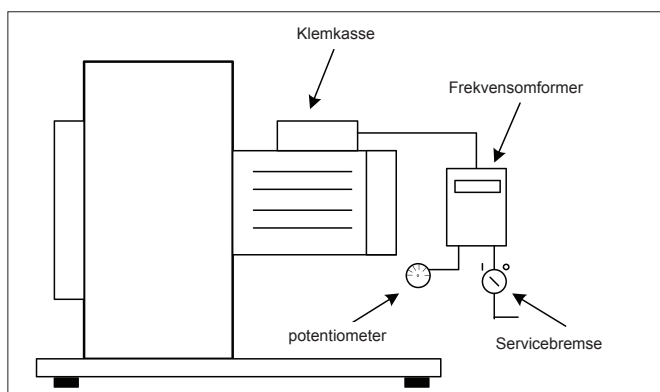 Klemkasse
Frekvensomformer
I O
potentiometer
Servicebremse